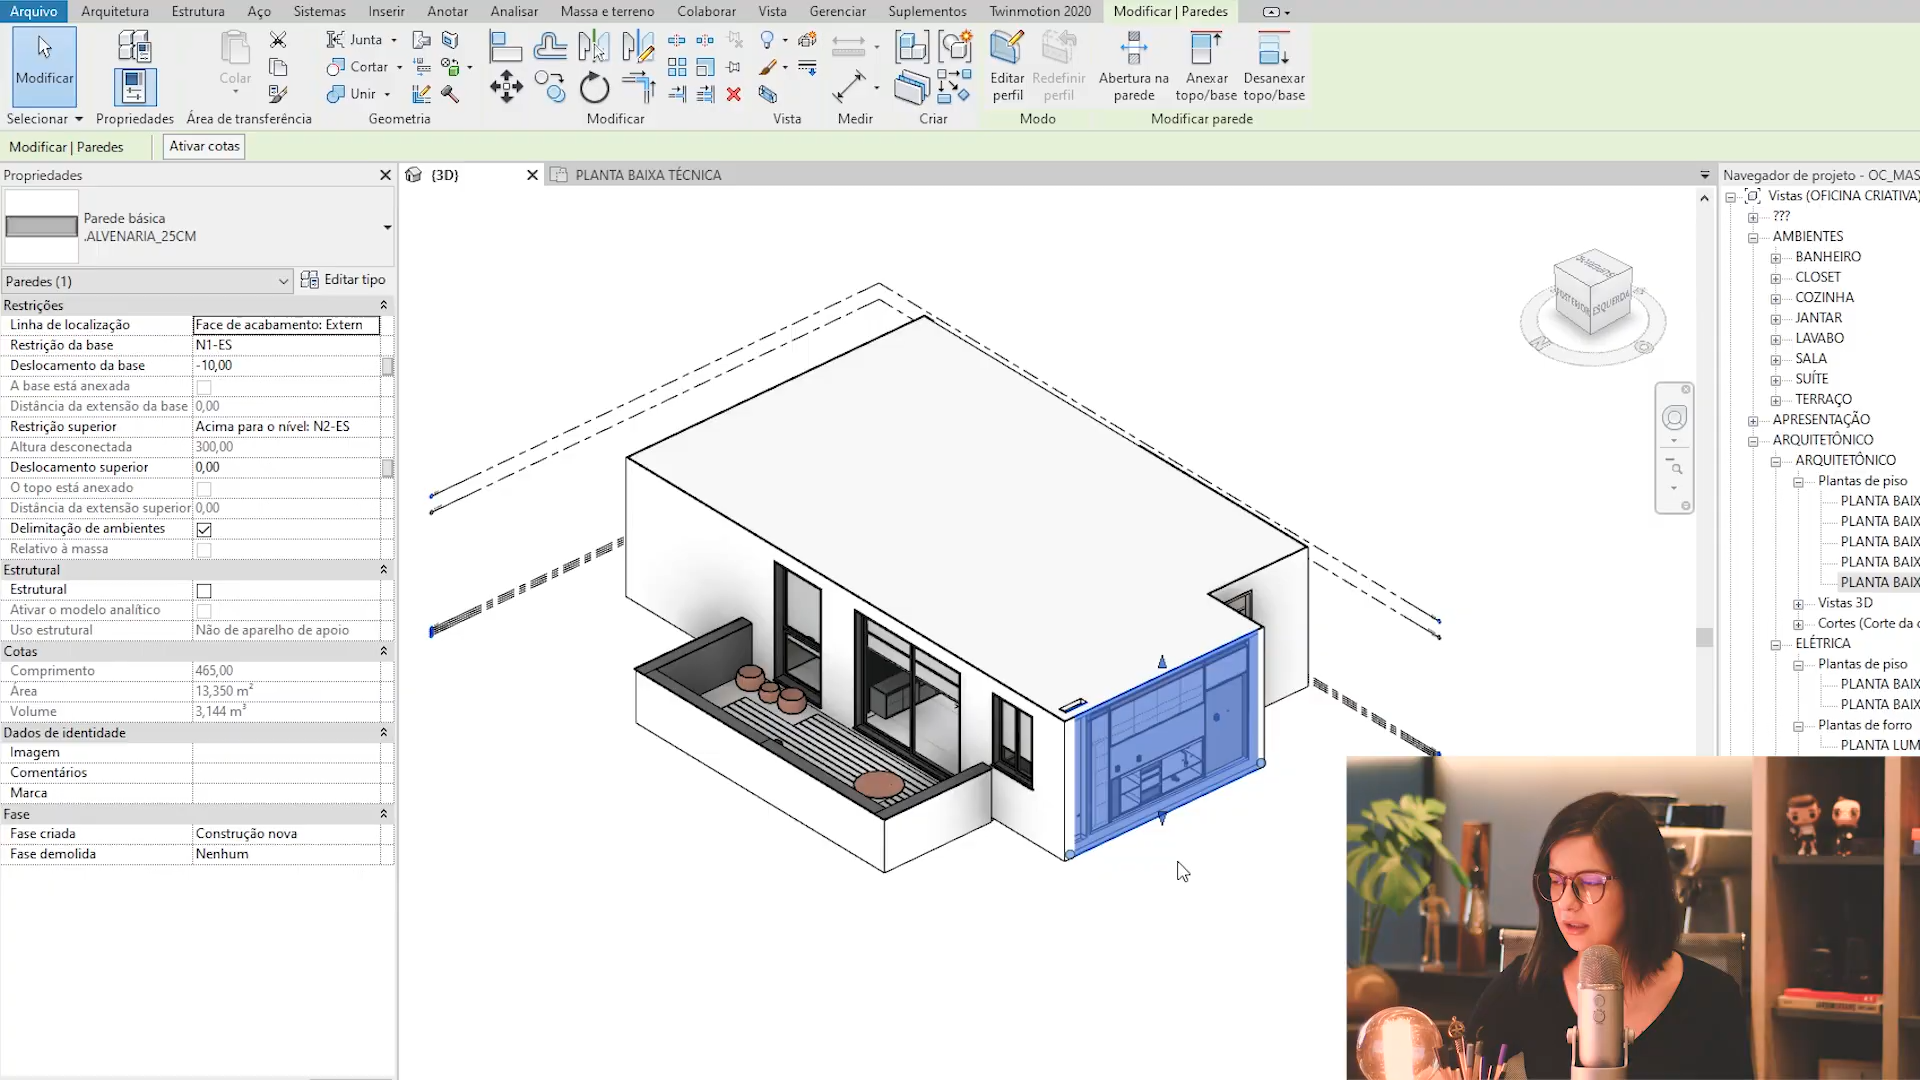 Arquivo Arquitetura Estrutura Aço Sistemas Inserir Anotar Analisar Massa e terreno Colaborar Vista Gerenciar Suplementos Twinmotion 2020 Modificar | Paredes
Modificar
Colar
Junta
Cortar
Unir
Editar perfil
Redefinir perfil
Abertura na parede
Anexar topo/base
Desanexar topo/base
Selecionar Propriedades Área de transferência Geometria Modificar Vista Medir Criar Modo Modificar parede
Modificar | Paredes Ativar cotas
Propriedades
Parede básica
.ALVENARIA_25CM
Paredes (1) Editar tipo
Restrições
Linha de localização Face de acabamento: Extern
Restrição da base N1-ES
Deslocamento da base -10,00
A base está anexada
Distância da extensão da base 0,00
Restrição superior Acima para o nível: N2-ES
Altura desconectada 300,00
Deslocamento superior 0,00
O topo está anexado
Distância da extensão superior 0,00
Delimitação de ambientes
Relativo à massa
Estrutural
Estrutural
Ativar o modelo analítico
Uso estrutural Não de aparelho de apoio
Cotas
Comprimento 465,00
Área 13,350 m²
Volume 3,144 m³
Dados de identidade
Imagem
Comentários
Marca
Fase
Fase criada Construção nova
Fase demolida Nenhum
{3D} PLANTA BAIXA TÉCNICA
POSTERIOR ESQUERDA
N
Navegador de projeto - OC_MAS
Vistas (OFICINA CRIATIVA)
???
AMBIENTES
BANHEIRO
CLOSET
COZINHA
JANTAR
LAVABO
SALA
SUÍTE
TERRAÇO
APRESENTAÇÃO
ARQUITETÔNICO
ARQUITETÔNICO
Plantas de piso
PLANTA BAIX
PLANTA BAIX
PLANTA BAIX
PLANTA BAIX
PLANTA BAIX
Vistas 3D
Cortes (Corte da c
ELÉTRICA
Plantas de piso
PLANTA BAIX
PLANTA BAIX
Plantas de forro
PLANTA LUM